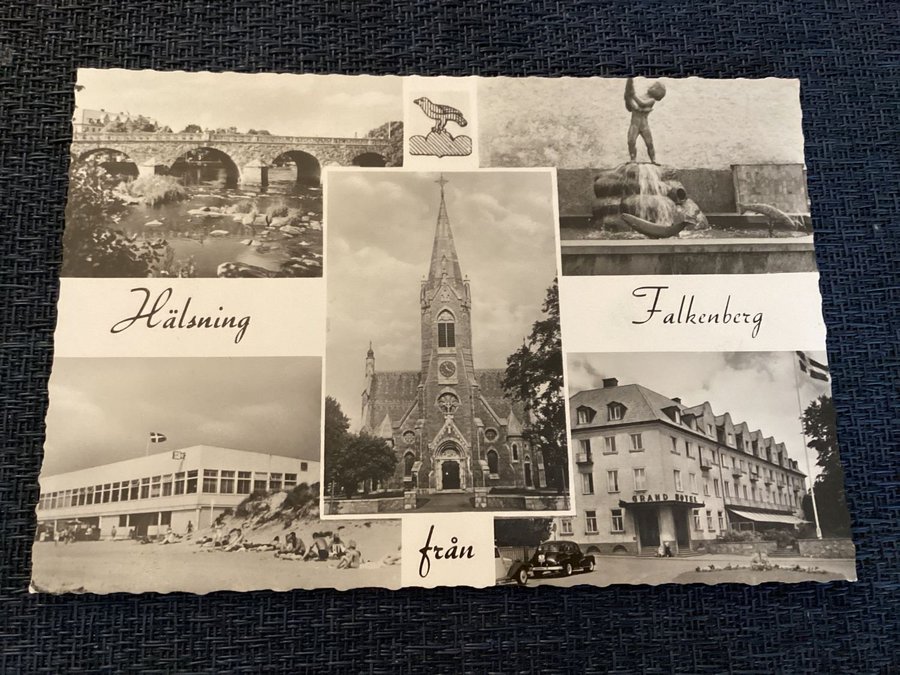 Hälsning
från
Falkenberg
GRAND HOTEL